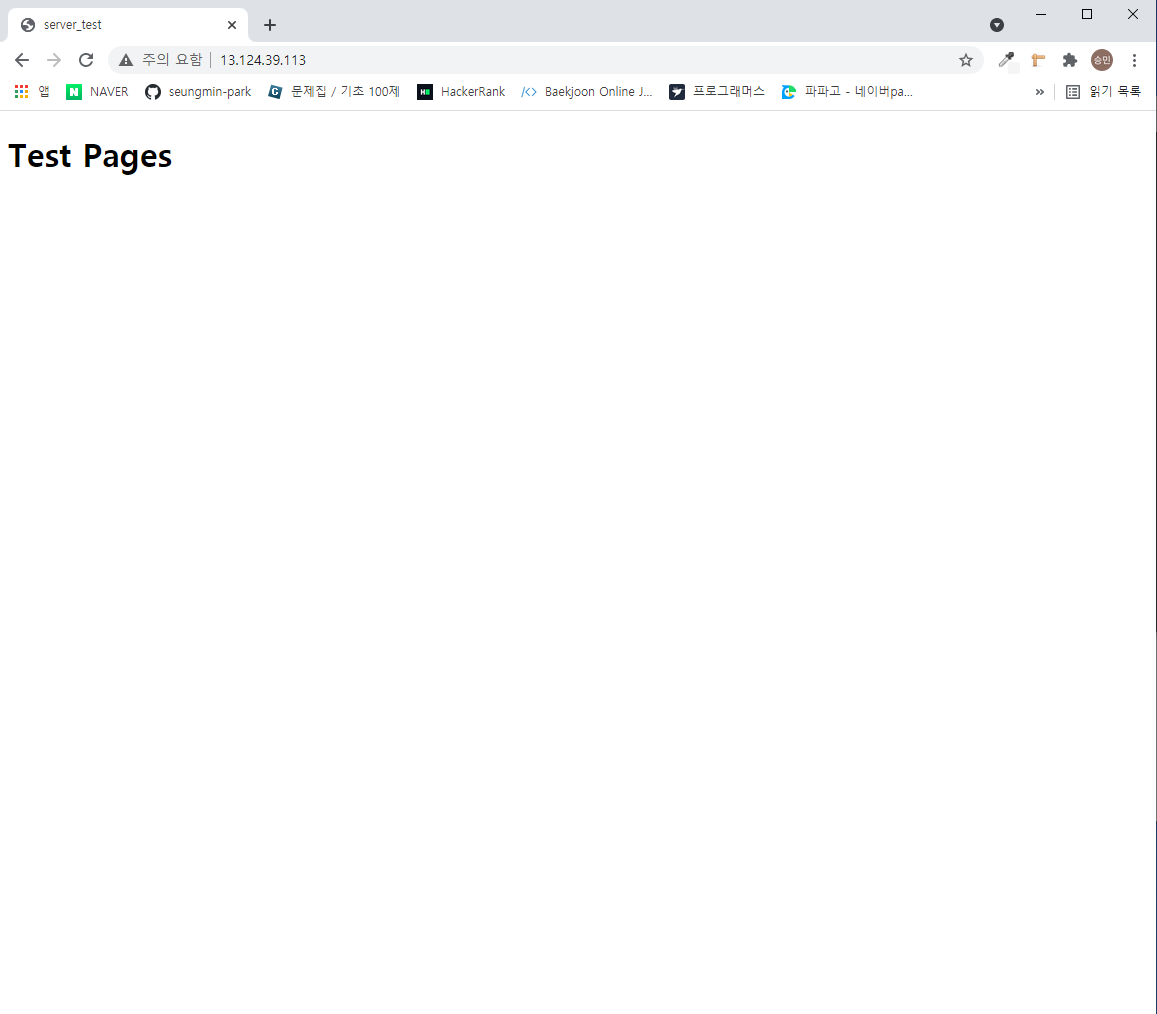 server_test
주의 요함 13.124.39.113
승민
앱 NAVER seungmin-park 문제집 / 기초 100제 HackerRank Baekjoon Online J... 프로그래머스 파파고 - 네이버pa... » 읽기 목록
Test Pages